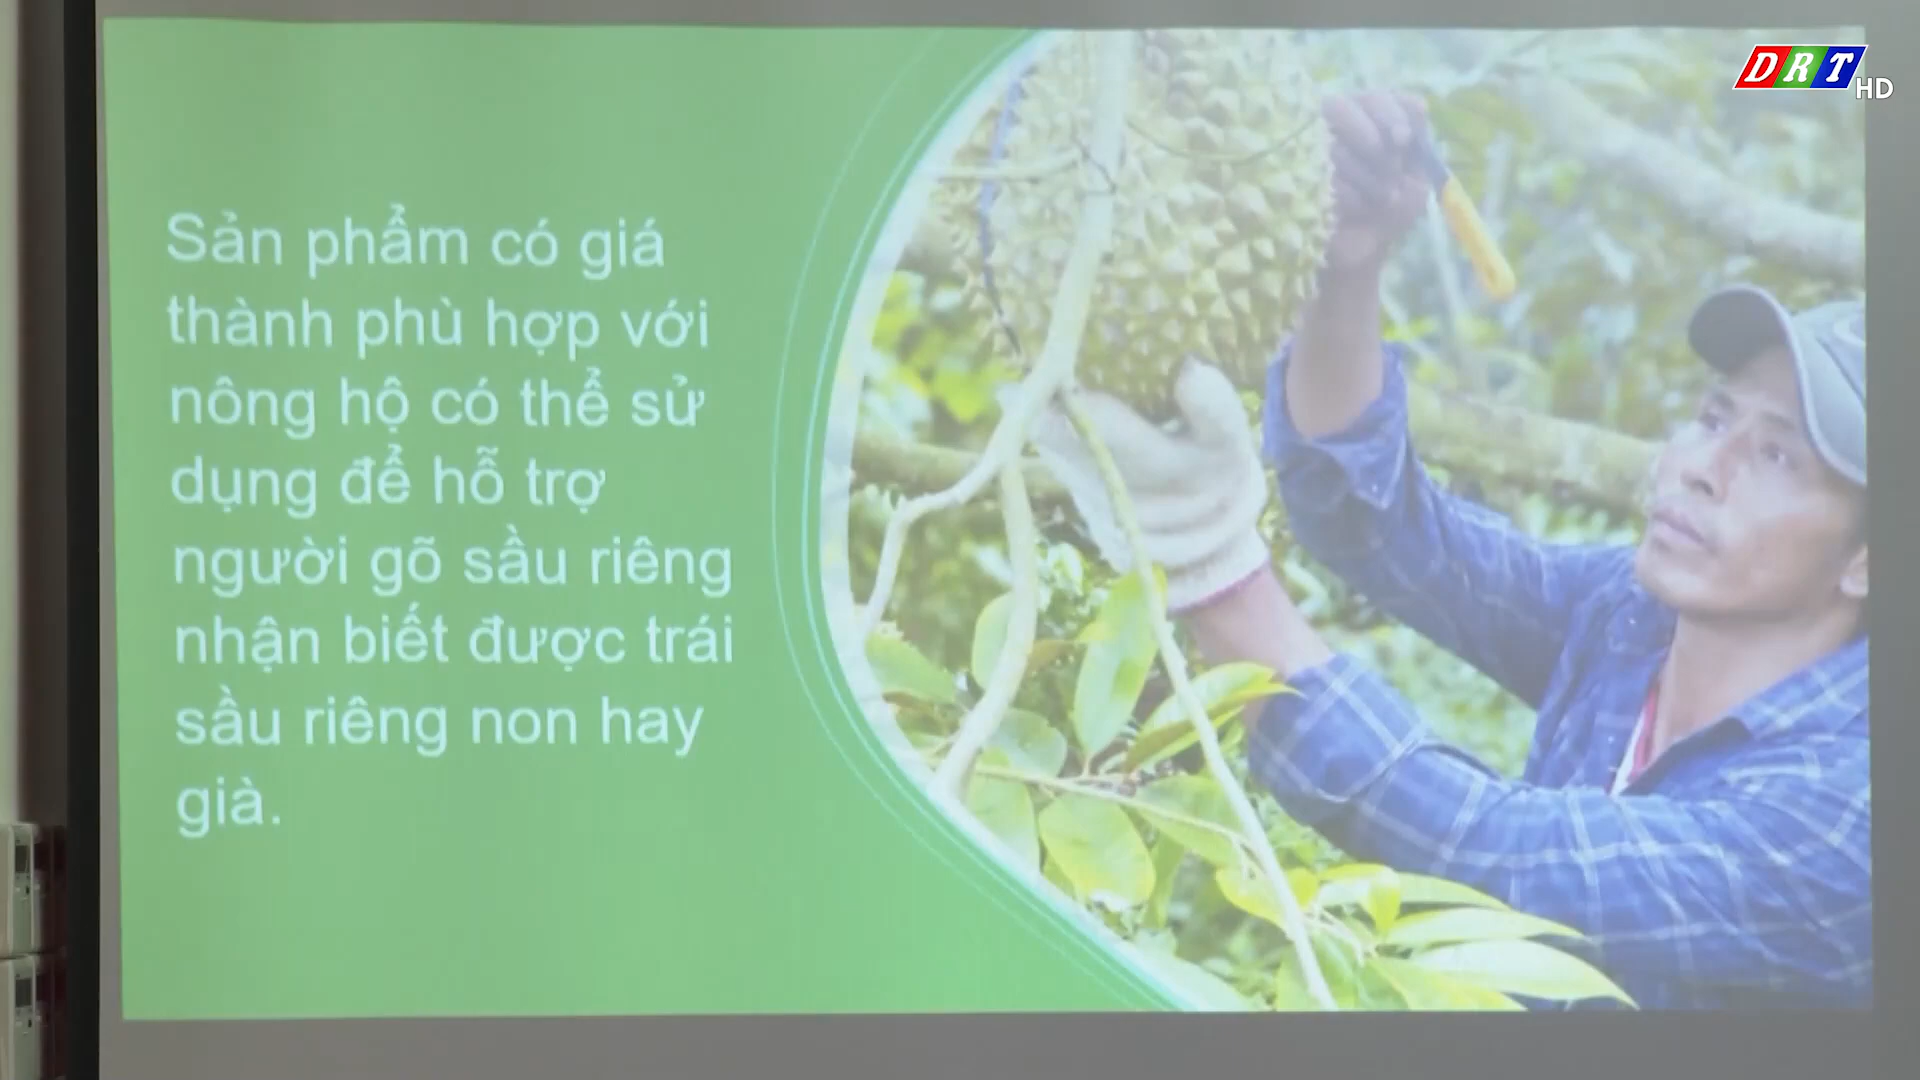 DRT HD
Sản phẩm có giá
thành phù hợp với
nông hộ có thể sử
dụng để hỗ trợ
người gõ sầu riêng
nhận biết được trái
sầu riêng non hay
già.